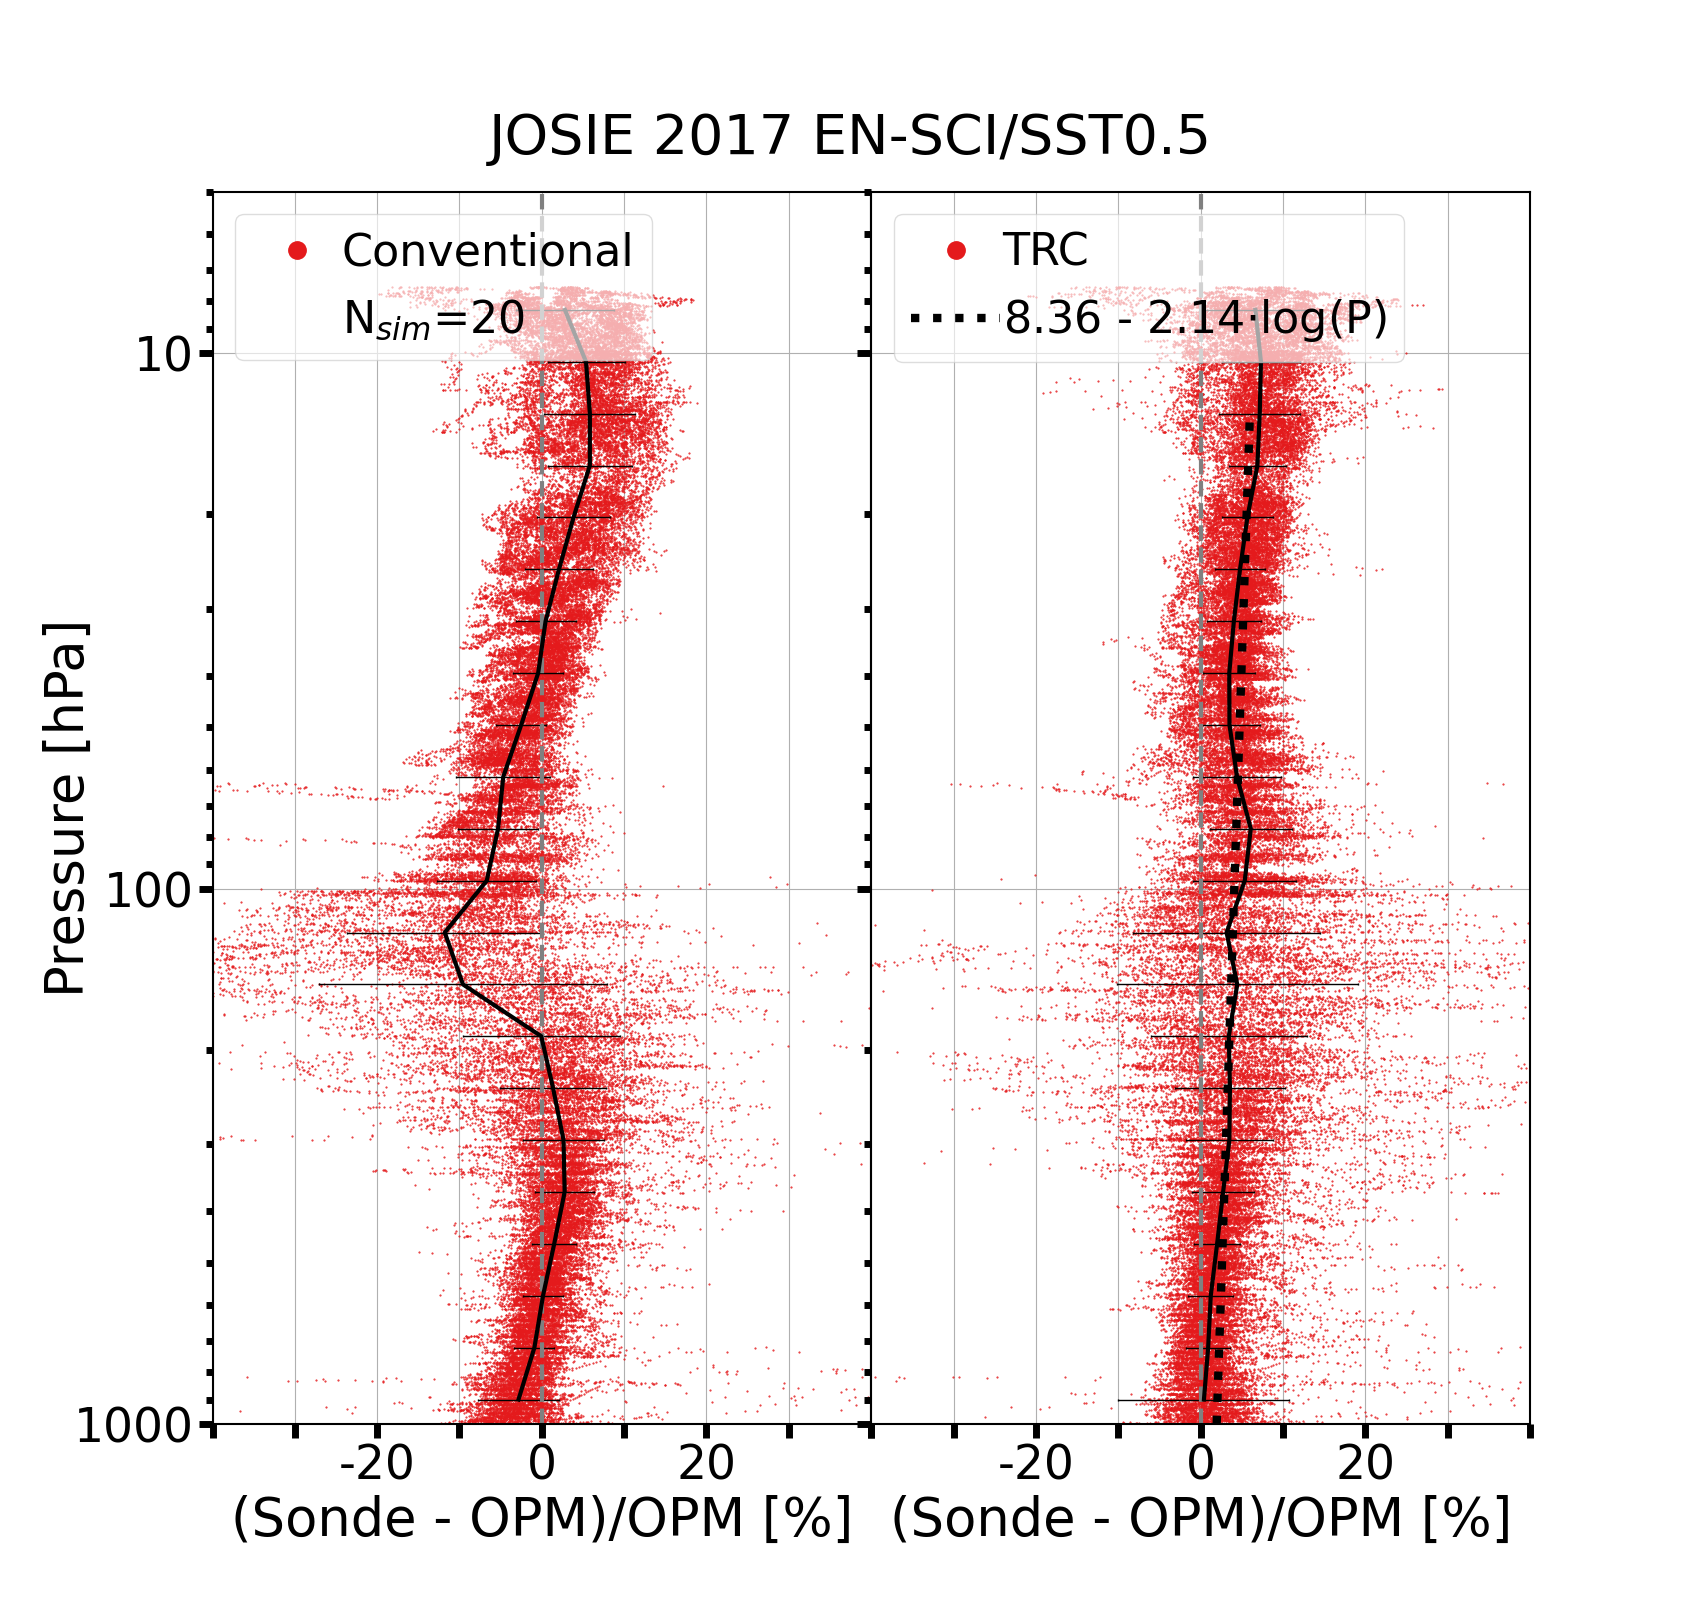 JOSIE 2017 EN-SCI/SST0.5
Conventional
N_sim=20
TRC
8.36 - 2.14·log(P)
Pressure [hPa]
10
100
1000
-20 0 20
-20 0 20
(Sonde - OPM)/OPM [%]
(Sonde - OPM)/OPM [%]